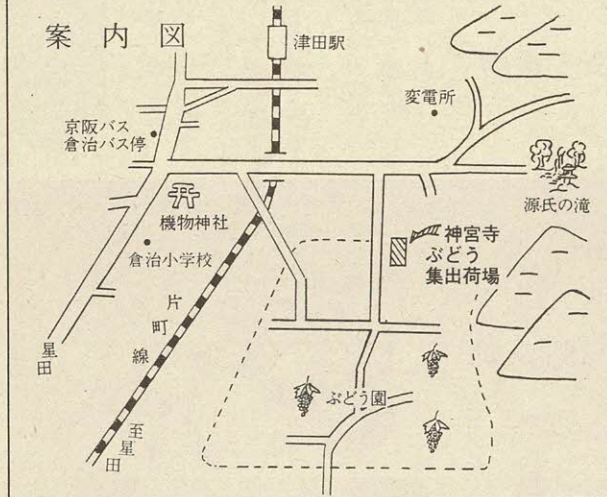 案内図
津田駅
変電所
京阪バス
倉治バス停
源氏の滝
機物神社
神宮寺
ぶどう
集出荷場
倉治小学校
片町線
星田
ぶどう園
至星田